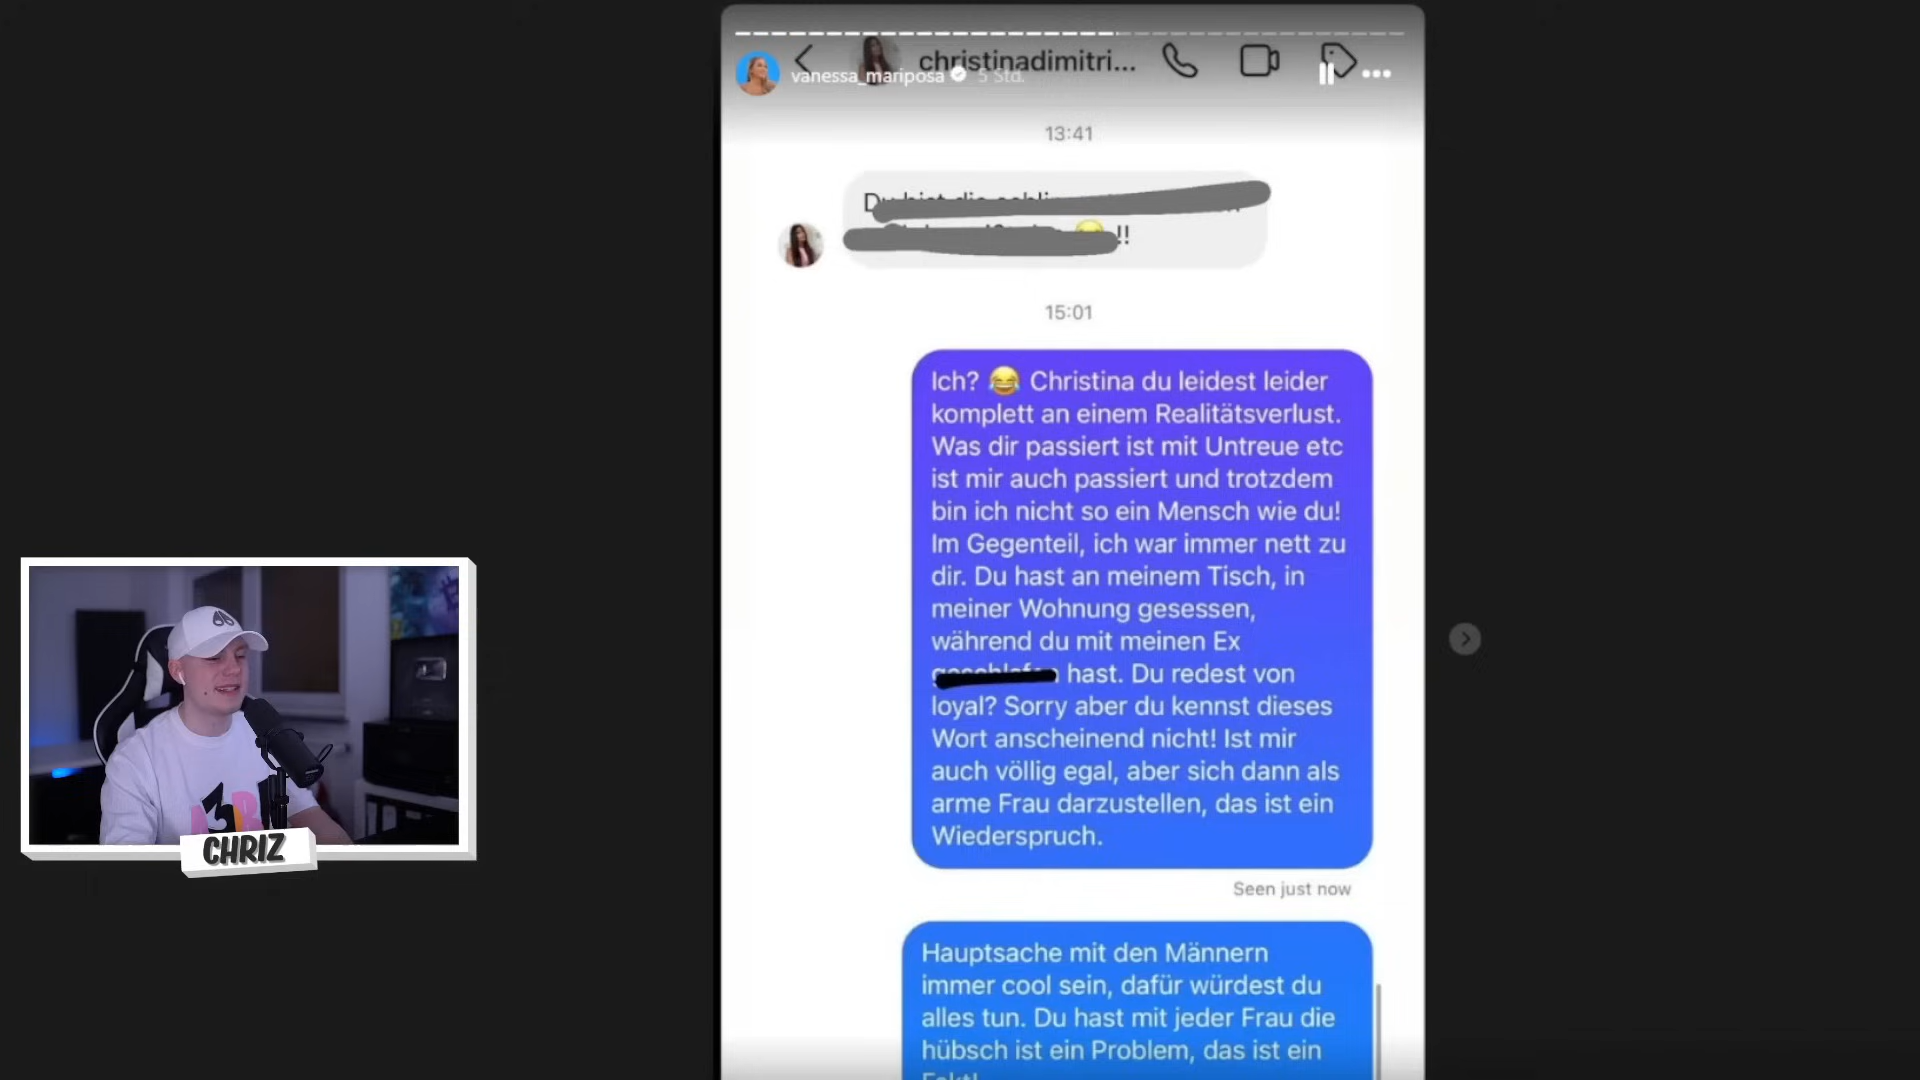 christinadimitri...
vanessa_mariposa 5 Std.
13:41
!!
15:01
Ich? 😂 Christina du leidest leider
komplett an einem Realitätsverlust.
Was dir passiert ist mit Untreue etc
ist mir auch passiert und trotzdem
bin ich nicht so ein Mensch wie du!
Im Gegenteil, ich war immer nett zu
dir. Du hast an meinem Tisch, in
meiner Wohnung gesessen,
während du mit meinen Ex
hast. Du redest von
loyal? Sorry aber du kennst dieses
Wort anscheinend nicht! Ist mir
auch völlig egal, aber sich dann als
arme Frau darzustellen, das ist ein
Wiederspruch.
Seen just now
Hauptsache mit den Männern
immer cool sein, dafür würdest du
alles tun. Du hast mit jeder Frau die
hübsch ist ein Problem, das ist ein
CHRIZ